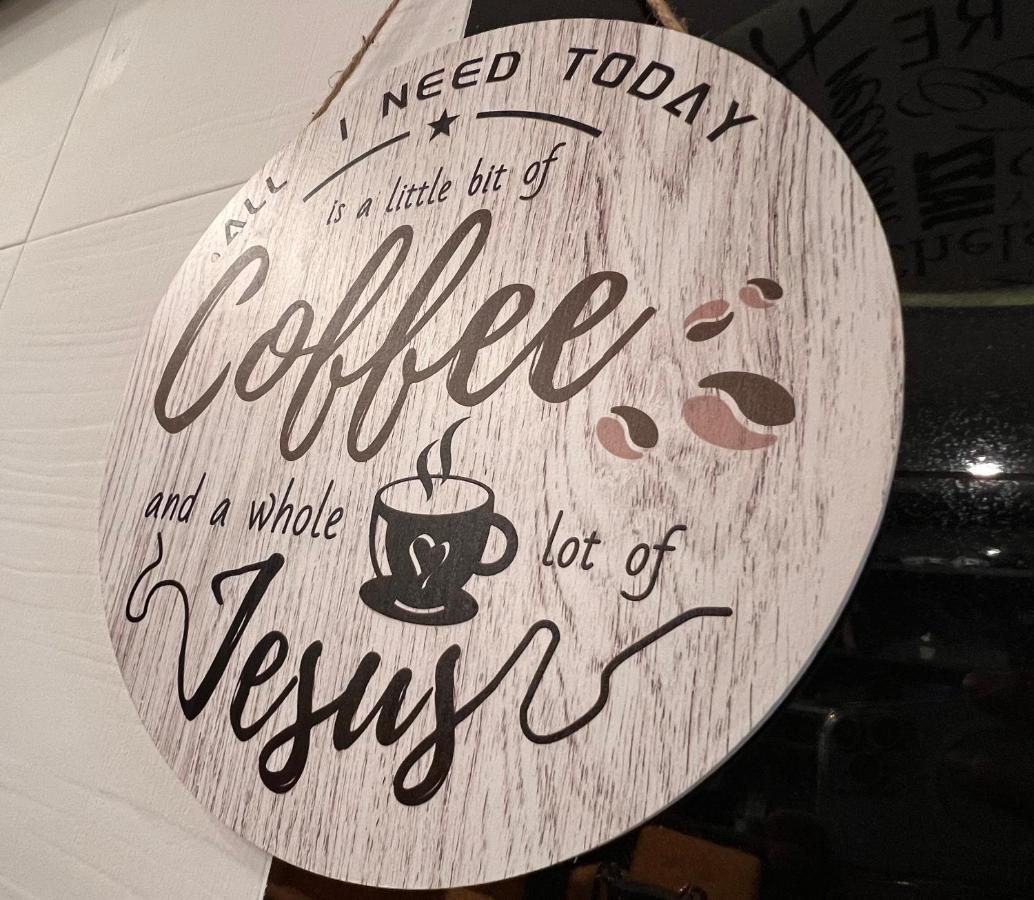 ALL I NEED TODAY
is a little bit of
Coffee
and a whole lot of
Jesus